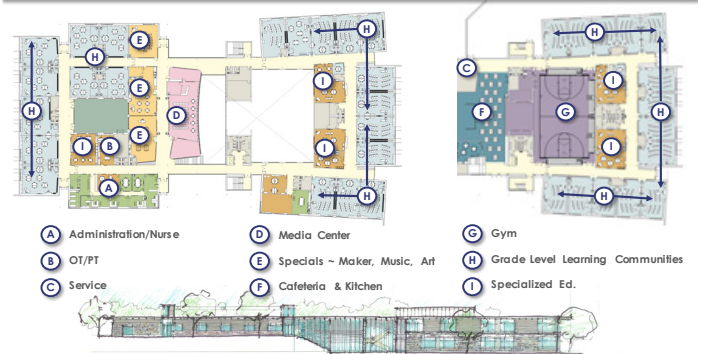 E
H
H
H
C
H
E
I
I
F
G
H
D
E
I
B
I
I
A
H
H
A Administration/Nurse
B OT/PT
C Service
D Media Center
E Specials ~ Maker, Music, Art
F Cafeteria & Kitchen
G Gym
H Grade Level Learning Communities
I Specialized Ed.